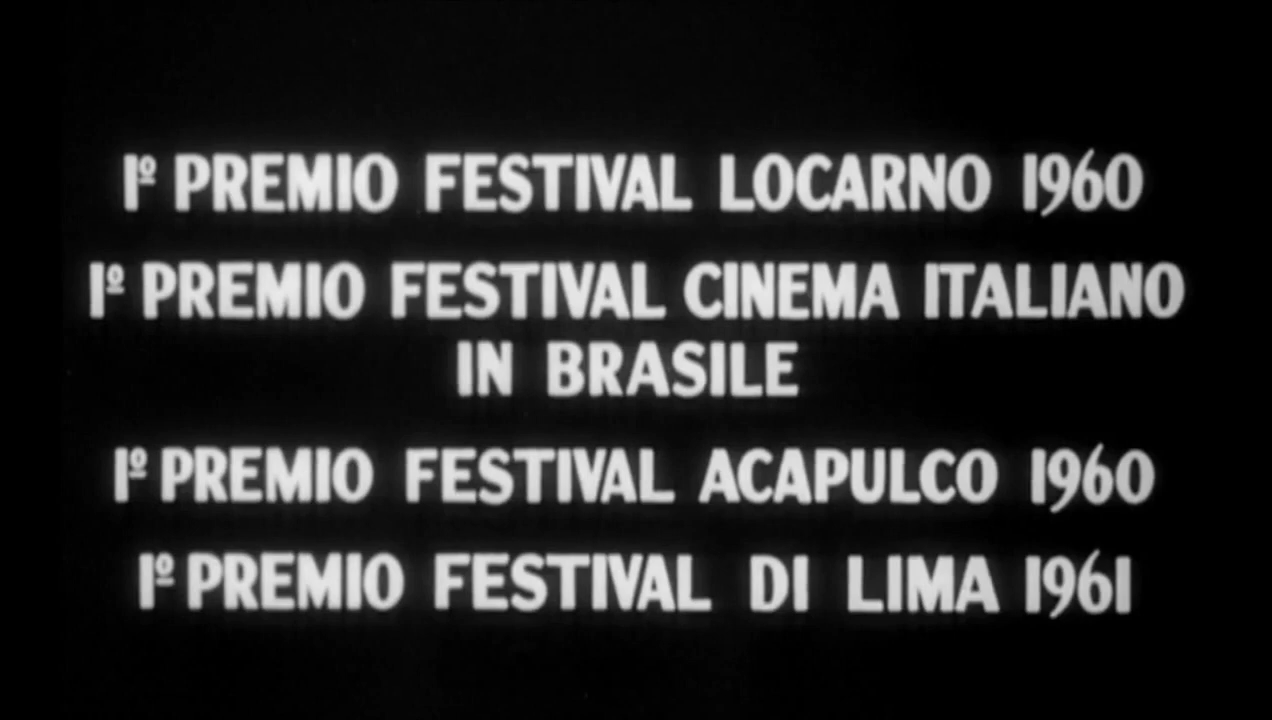 1º PREMIO FESTIVAL LOCARNO 1960
1º PREMIO FESTIVAL CINEMA ITALIANO
IN BRASILE
1º PREMIO FESTIVAL ACAPULCO 1960
1º PREMIO FESTIVAL DI LIMA 1961